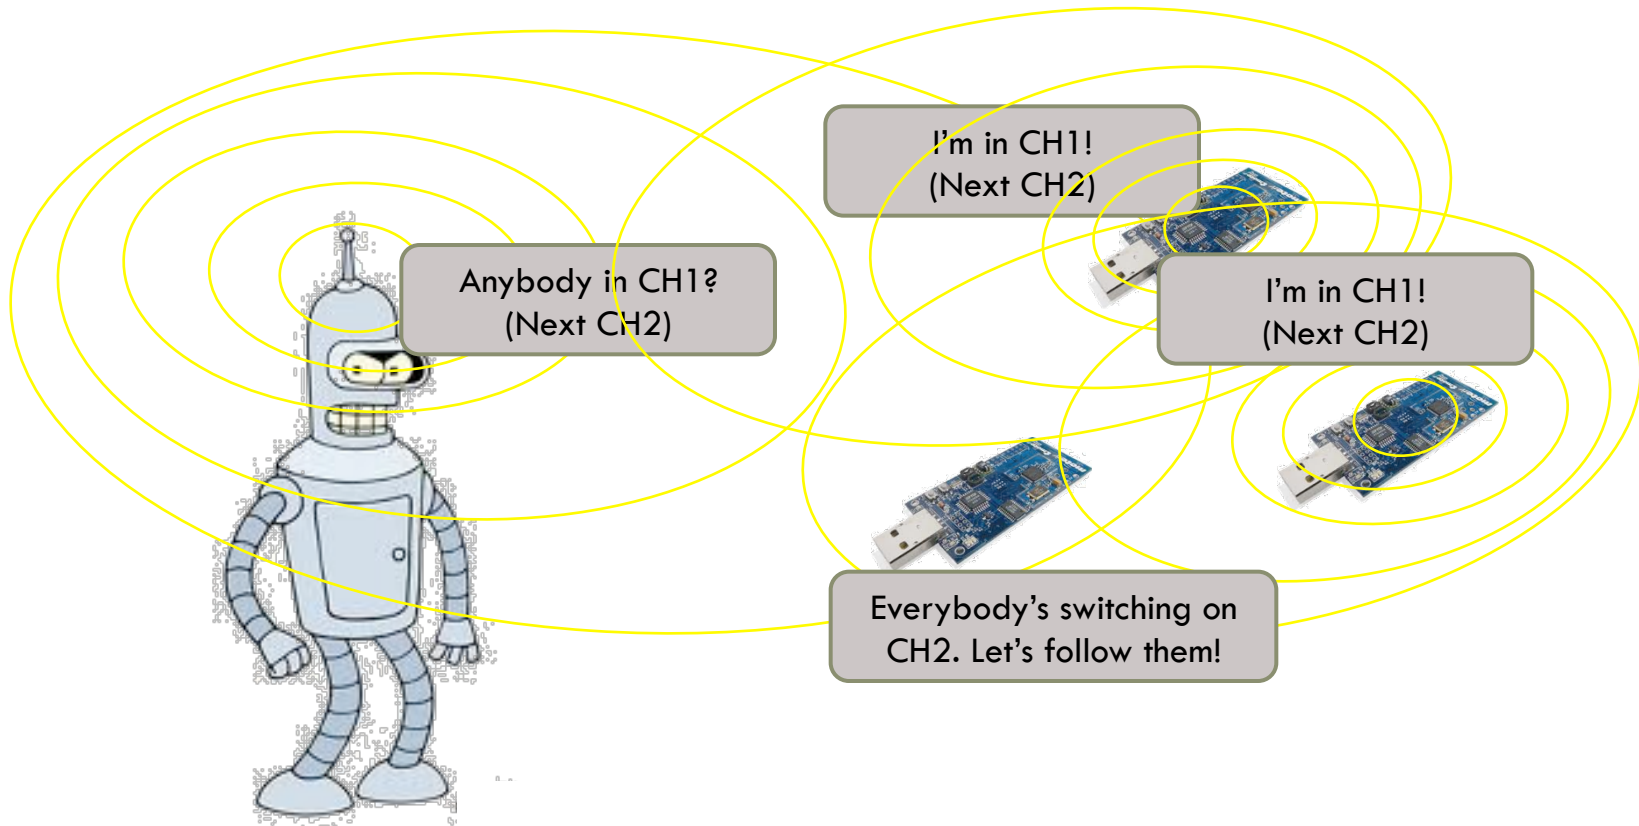 I'm in CH1!
(Next CH2)
Anybody in CH1?
(Next CH2)
I'm in CH1!
(Next CH2)
Everybody's switching on
CH2. Let's follow them!